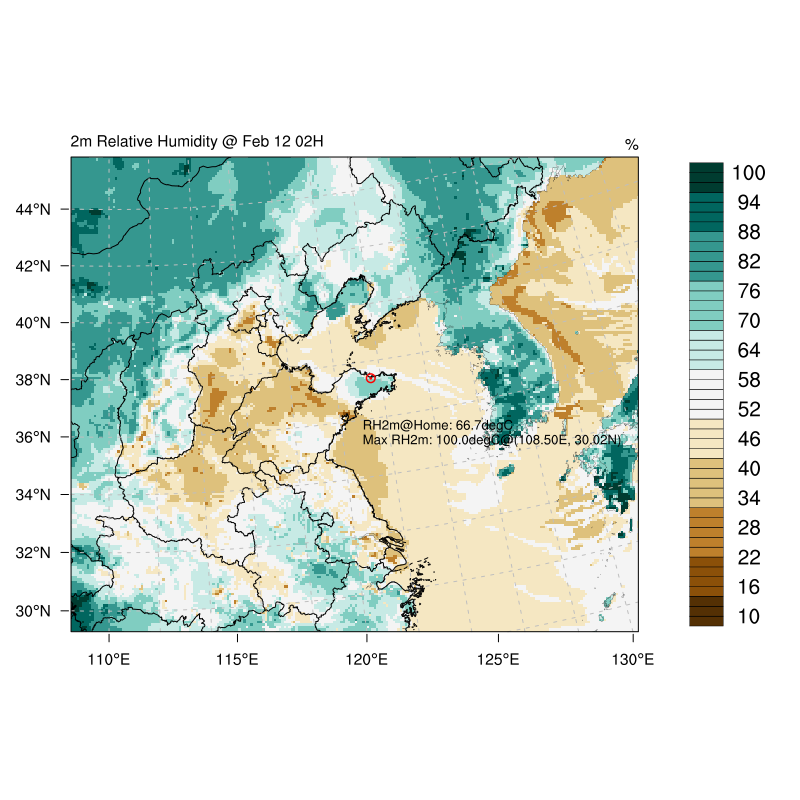 2m Relative Humidity @ Feb 12 02H
%
100
94
88
82
76
70
64
58
52
46
40
34
28
22
16
10
44°N
42°N
40°N
38°N
36°N
34°N
32°N
30°N
RH2m@Home: 66.7degC
Max RH2m: 100.0degC@(108.50E, 30.02N)
110°E
115°E
120°E
125°E
130°E